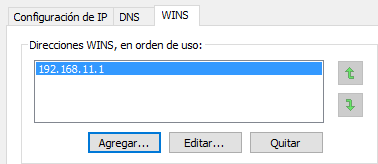 Configuración de IP DNS WINS
Direcciones WINS, en orden de uso:
192.168.11.1
Agregar... Editar... Quitar